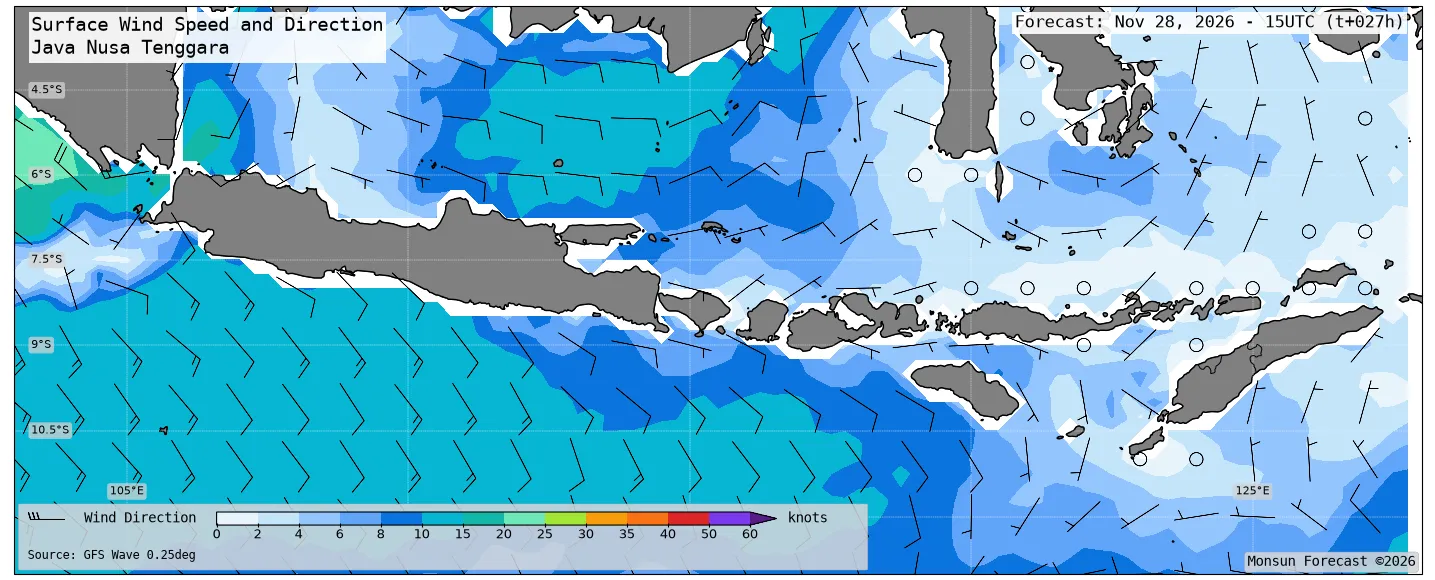 Surface Wind Speed and Direction
Java Nusa Tenggara
Forecast: Nov 28, 2026 - 15UTC (t+027h)
4.5°S
6°S
7.5°S
9°S
10.5°S
105°E
125°E
Wind Direction
knots
0 2 4 6 8 10 15 20 25 30 40 50 60
Source: GFS Wave 0.25deg
Monsun Forecast ©2026